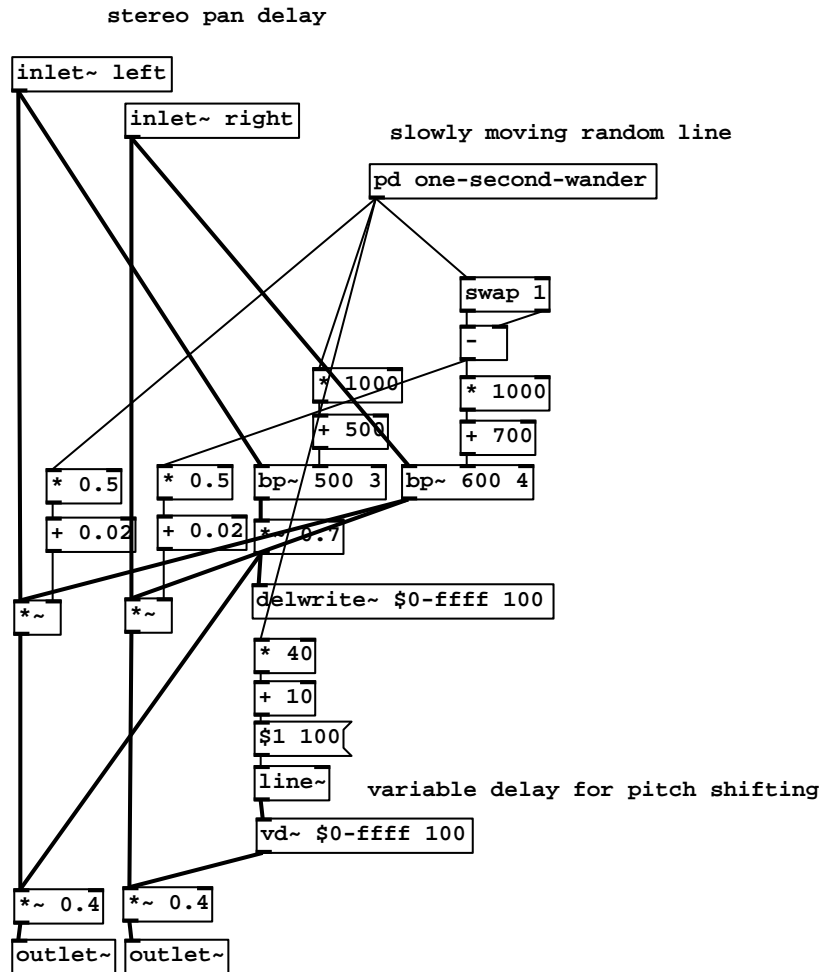 stereo pan delay
inlet~ left
inlet~ right
slowly moving random line
pd one-second-wander
swap 1
-
* 1000
* 1000
+ 500
+ 700
* 0.5
* 0.5
bp~ 500 3
bp~ 600 4
+ 0.02
+ 0.02
*~ 0.7
*~
*~
delwrite~ $0-ffff 100
* 40
+ 10
$1 100
line~
variable delay for pitch shifting
vd~ $0-ffff 100
*~ 0.4
*~ 0.4
outlet~
outlet~